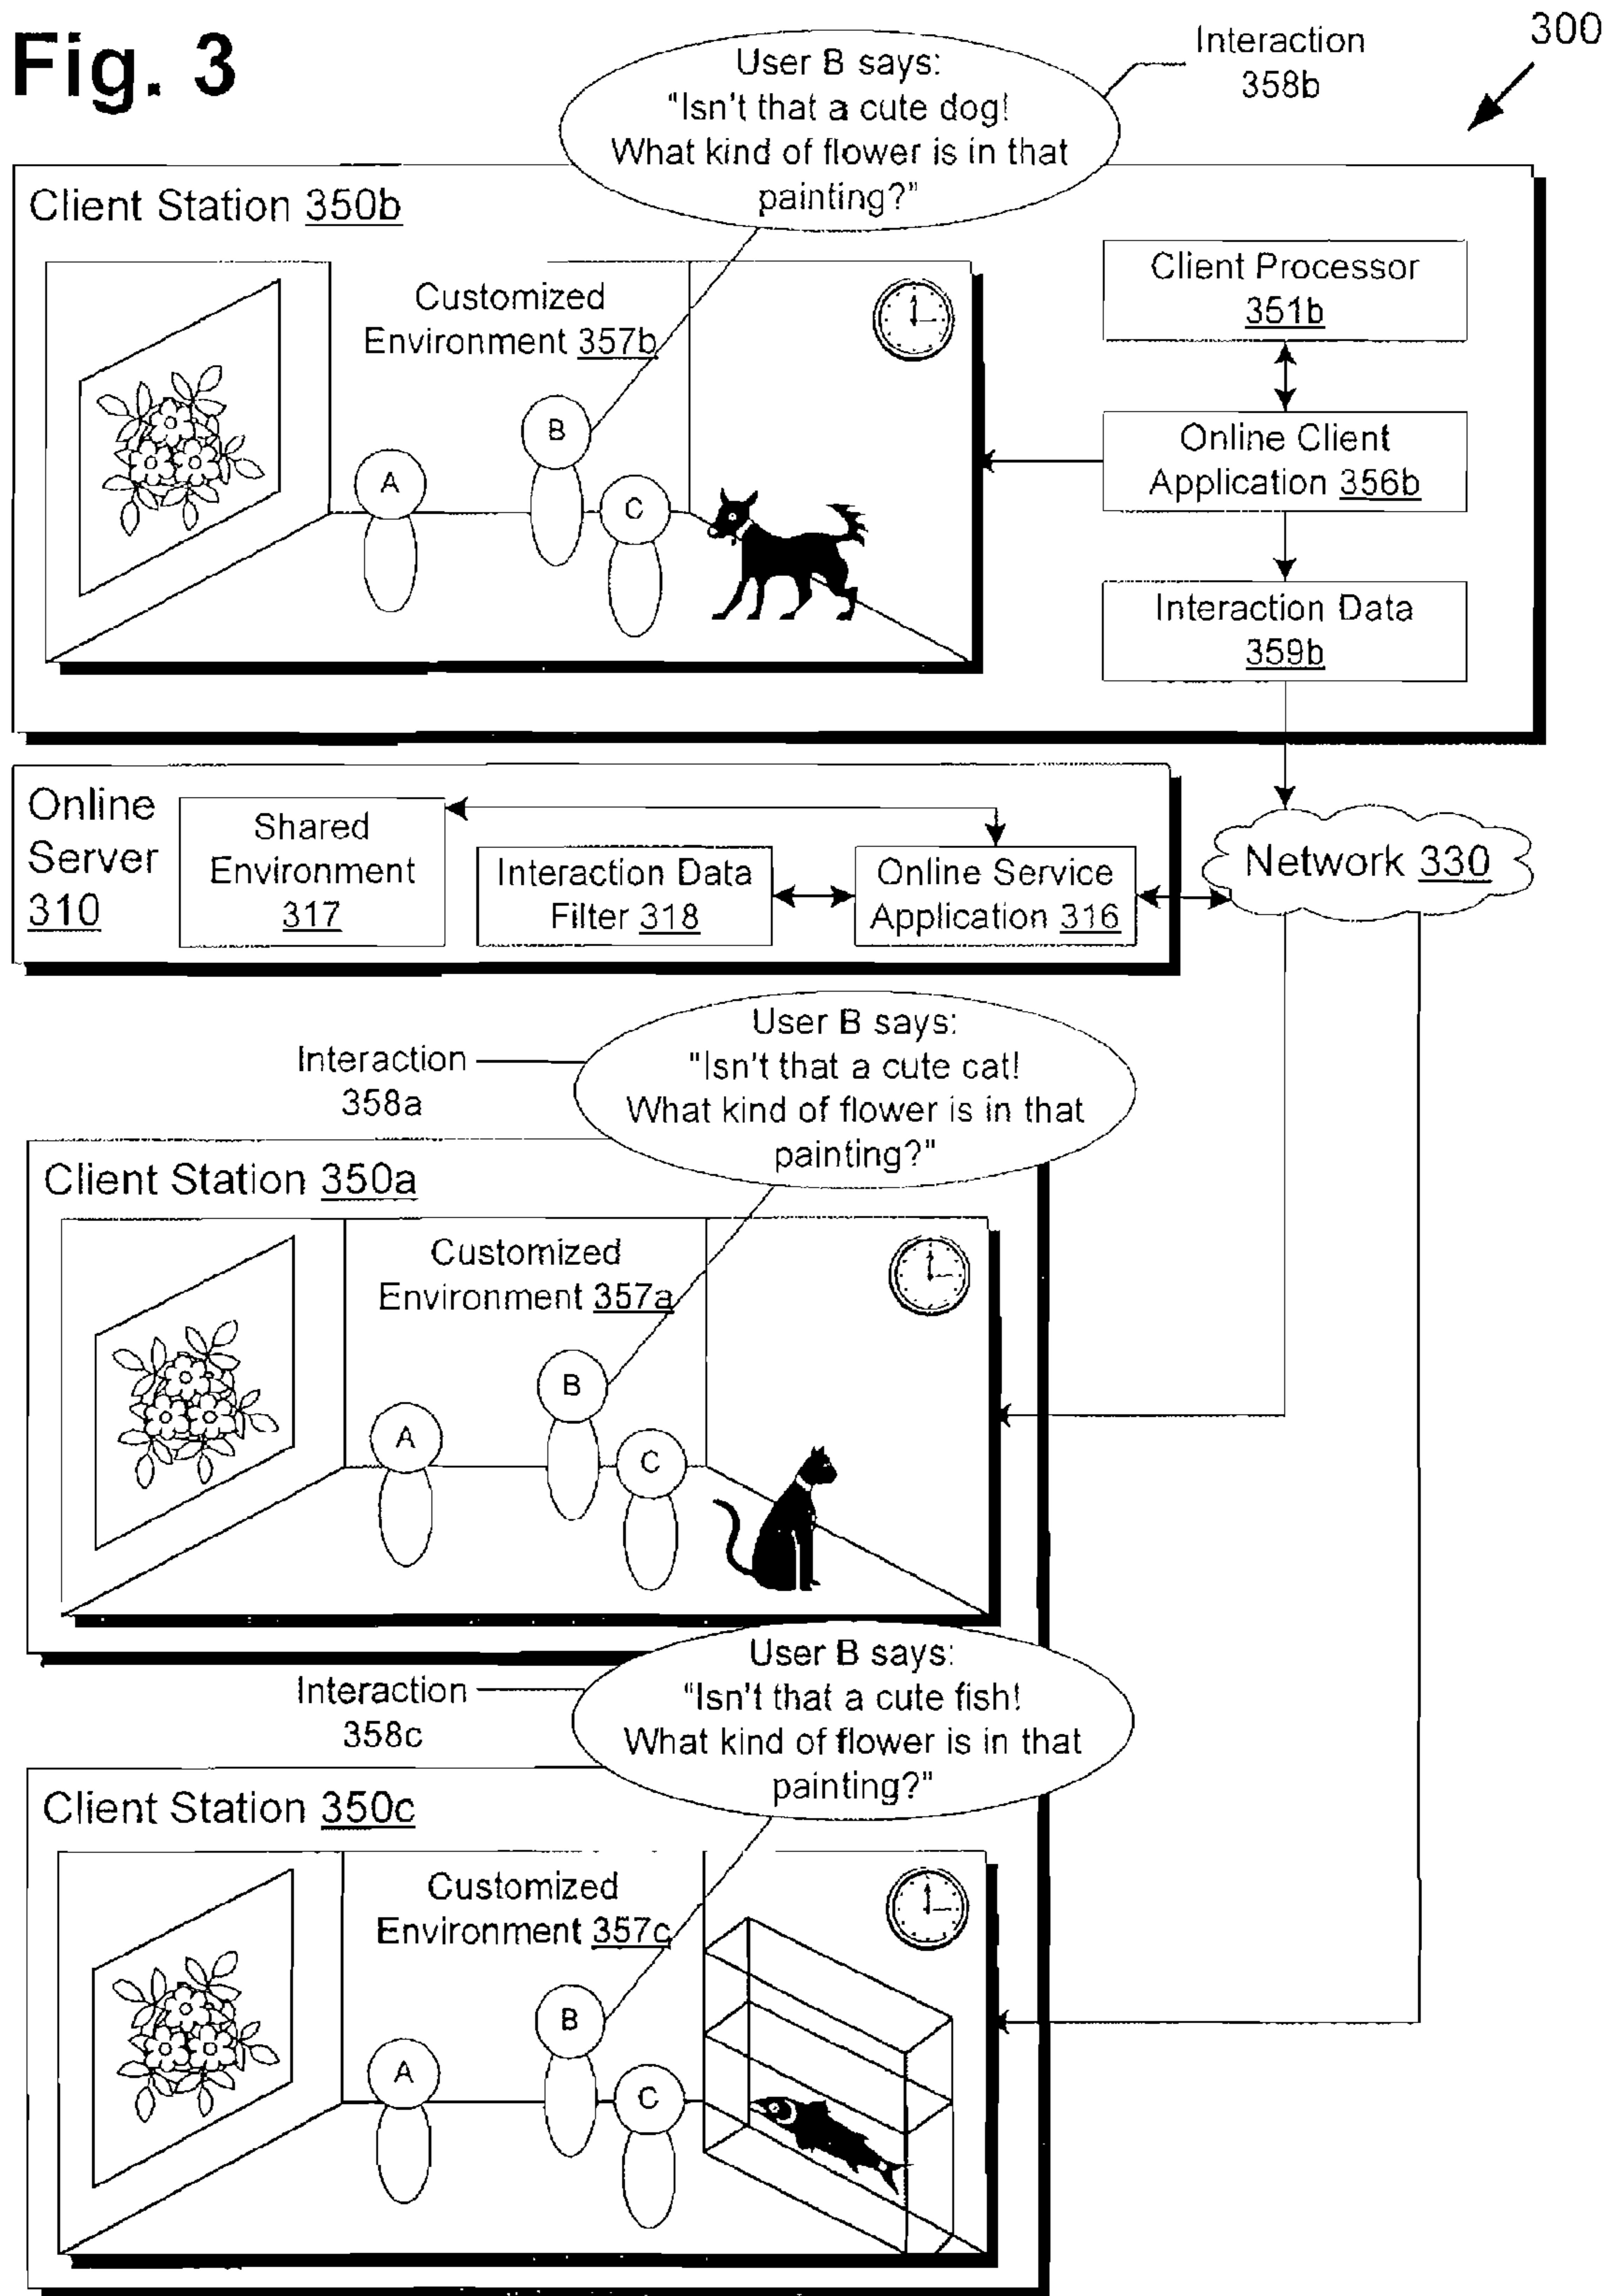 Fig. 3
300
Interaction
358b
User B says:
"Isn't that a cute dog!
What kind of flower is in that
painting?"
Client Station 350b
Customized
Environment 357b
A
B
C
Client Processor
351b
Online Client
Application 356b
Interaction Data
359b
Online
Server
310
Shared
Environment
317
Interaction Data
Filter 318
Online Service
Application 316
Network 330
Interaction
358a
User B says:
"Isn't that a cute cat!
What kind of flower is in that
painting?"
Client Station 350a
Customized
Environment 357a
A
B
C
Interaction
358c
User B says:
"Isn't that a cute fish!
What kind of flower is in that
painting?"
Client Station 350c
Customized
Environment 357c
A
B
C